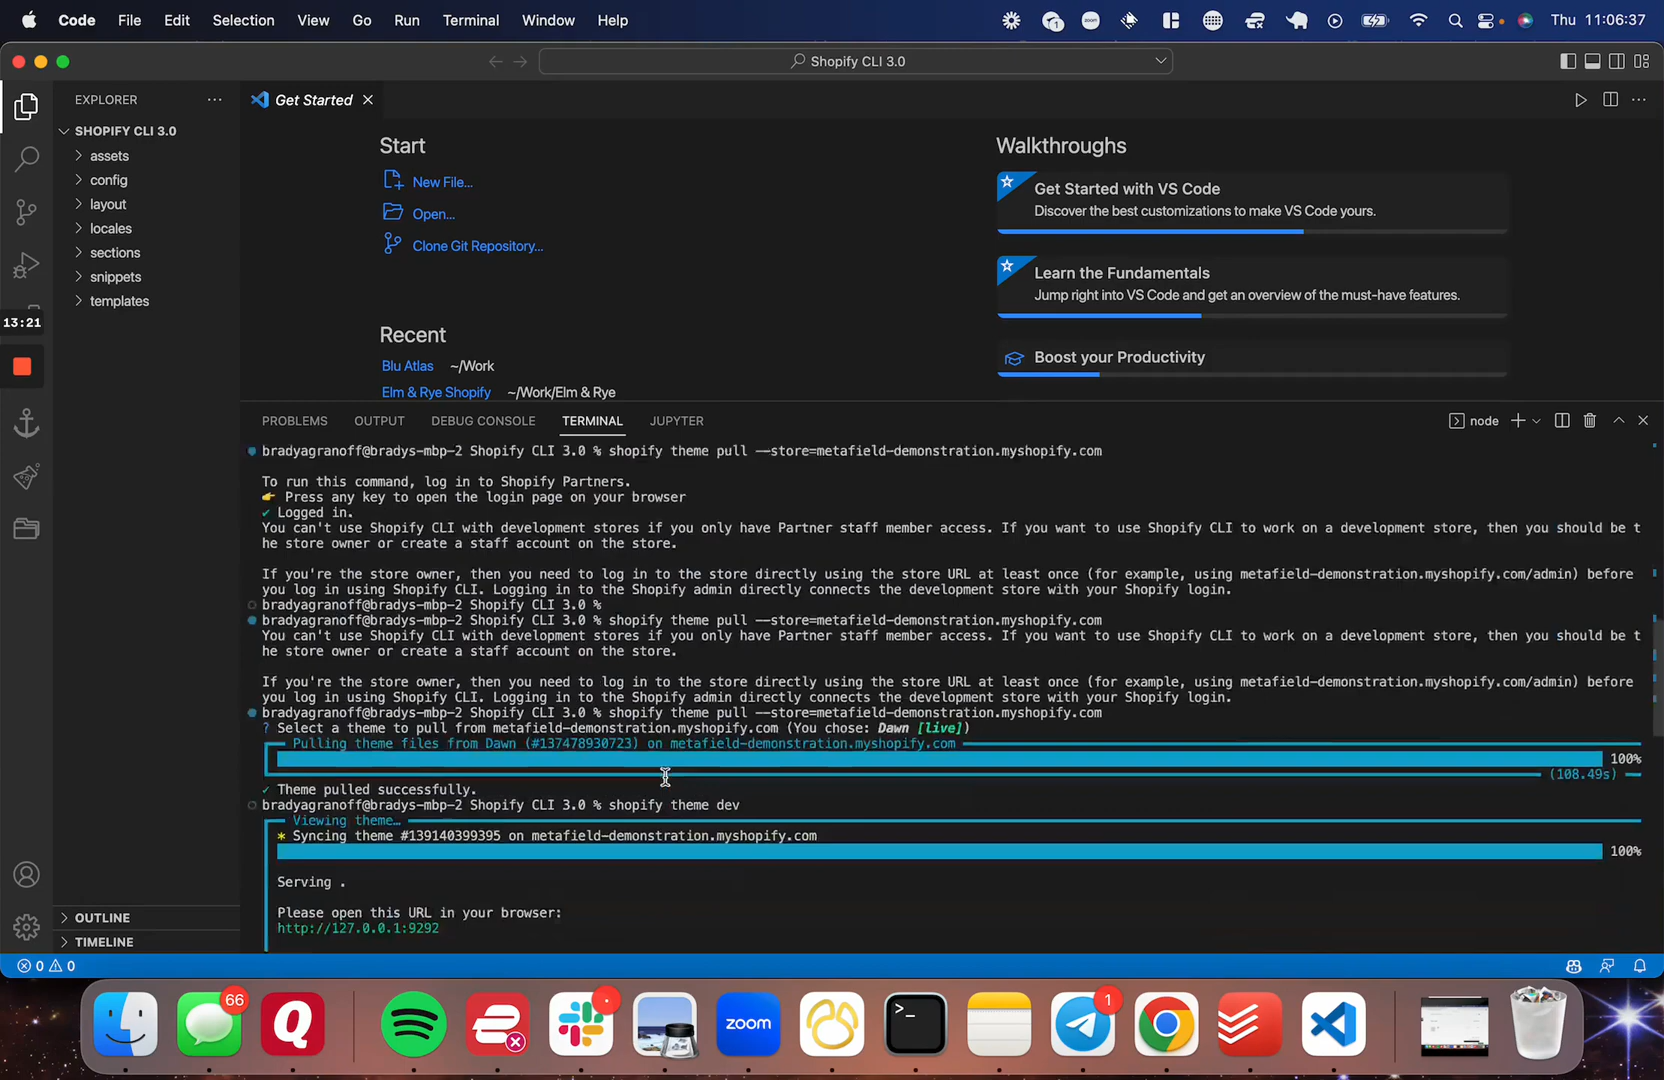 Code File Edit Selection View Go Run Terminal Window Help
1
zoom
Thu 11:06:37
Shopify CLI 3.0
EXPLORER
Get Started
SHOPIFY CLI 3.0
assets
config
layout
locales
sections
snippets
templates
13:21
Start
New File...
Open...
Clone Git Repository...
Recent
Blu Atlas ~/Work
Elm & Rye Shopify ~/Work/Elm & Rye
Walkthroughs
Get Started with VS Code
Discover the best customizations to make VS Code yours.
Learn the Fundamentals
Jump right into VS Code and get an overview of the must-have features.
Boost your Productivity
PROBLEMS OUTPUT DEBUG CONSOLE TERMINAL JUPYTER
node
bradyagranoff@bradys-mbp-2 Shopify CLI 3.0 % shopify theme pull --store=metafield-demonstration.myshopify.com
To run this command, log in to Shopify Partners.
👉 Press any key to open the login page on your browser
✓ Logged in.
You can't use Shopify CLI with development stores if you only have Partner staff member access. If you want to use Shopify CLI to work on a development store, then you should be t
he store owner or create a staff account on the store.
If you're the store owner, then you need to log in to the store directly using the store URL at least once (for example, using metafield-demonstration.myshopify.com/admin) before
you log in using Shopify CLI. Logging in to the Shopify admin directly connects the development store with your Shopify login.
bradyagranoff@bradys-mbp-2 Shopify CLI 3.0 %
bradyagranoff@bradys-mbp-2 Shopify CLI 3.0 % shopify theme pull --store=metafield-demonstration.myshopify.com
You can't use Shopify CLI with development stores if you only have Partner staff member access. If you want to use Shopify CLI to work on a development store, then you should be t
he store owner or create a staff account on the store.
If you're the store owner, then you need to log in to the store directly using the store URL at least once (for example, using metafield-demonstration.myshopify.com/admin) before
you log in using Shopify CLI. Logging in to the Shopify admin directly connects the development store with your Shopify login.
bradyagranoff@bradys-mbp-2 Shopify CLI 3.0 % shopify theme pull --store=metafield-demonstration.myshopify.com
? Select a theme to pull from metafield-demonstration.myshopify.com (You chose: Dawn [live])
Pulling theme files from Dawn (#137478930723) on metafield-demonstration.myshopify.com
100%
(108.49s)
✓ Theme pulled successfully.
bradyagranoff@bradys-mbp-2 Shopify CLI 3.0 % shopify theme dev
Viewing theme…
* Syncing theme #139140399395 on metafield-demonstration.myshopify.com
100%
Serving .
Please open this URL in your browser:
http://127.0.0.1:9292
OUTLINE
TIMELINE
0 0
66
Q
zoom
>_
1